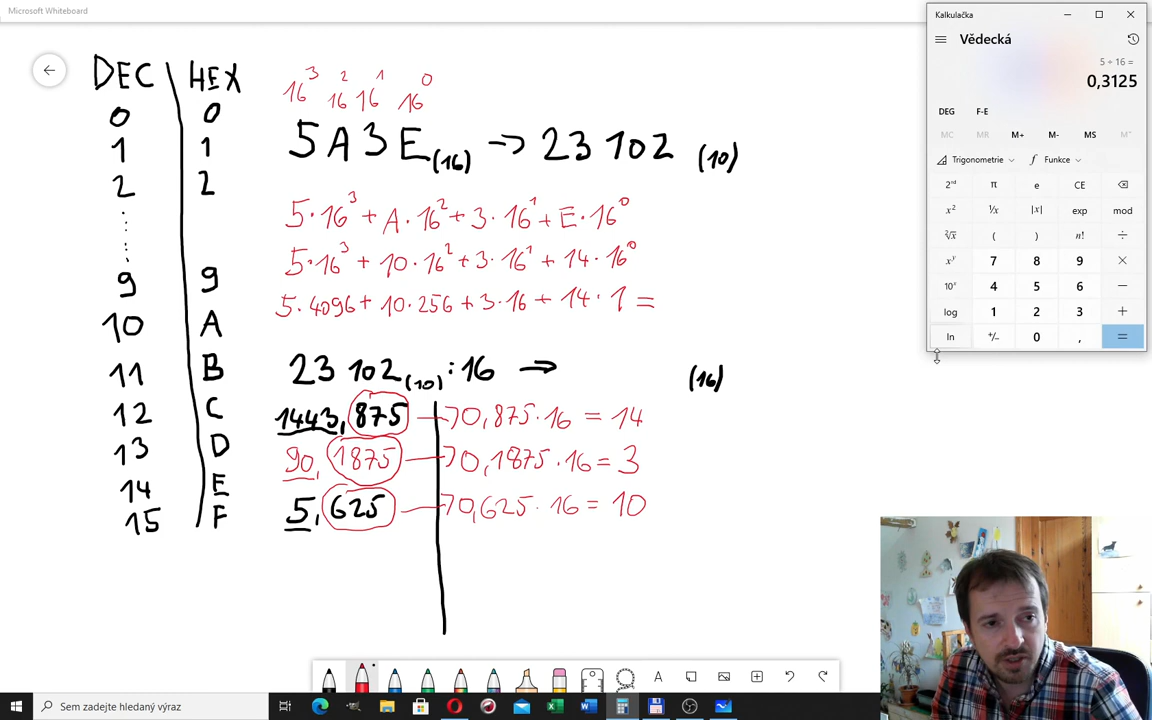 Microsoft Whiteboard
DEC HEX
0 0
1 1
2 2
9 9
10 A
11 B
12 C
13 D
14 E
15 F
16³ 16² 16¹ 16⁰
5A3E(16) → 23 102 (10)
5·16³ + A·16² + 3·16¹ + E·16⁰
5·16³ + 10·16² + 3·16¹ + 14·16⁰
5·4096 + 10·256 + 3·16 + 14·1 =
23 102(10) : 16 ⇒ (16)
1443,875 — 70,875·16 = 14
90,1875 — 70,1875·16 = 3
5,625 — 70,625·16 = 10
Kalkulačka
Vědecká
5 ÷ 16 =
0,3125
DEG F-E
MC MR M+ M- MS M˅
Trigonometrie Funkce
2ⁿᵈ π e CE
x² ¹/x |x| exp mod
²√x ( ) n! ÷
xʸ 7 8 9 ×
10ˣ 4 5 6 −
log 1 2 3 +
ln +/− 0 , =
A
Sem zadejte hledaný výraz